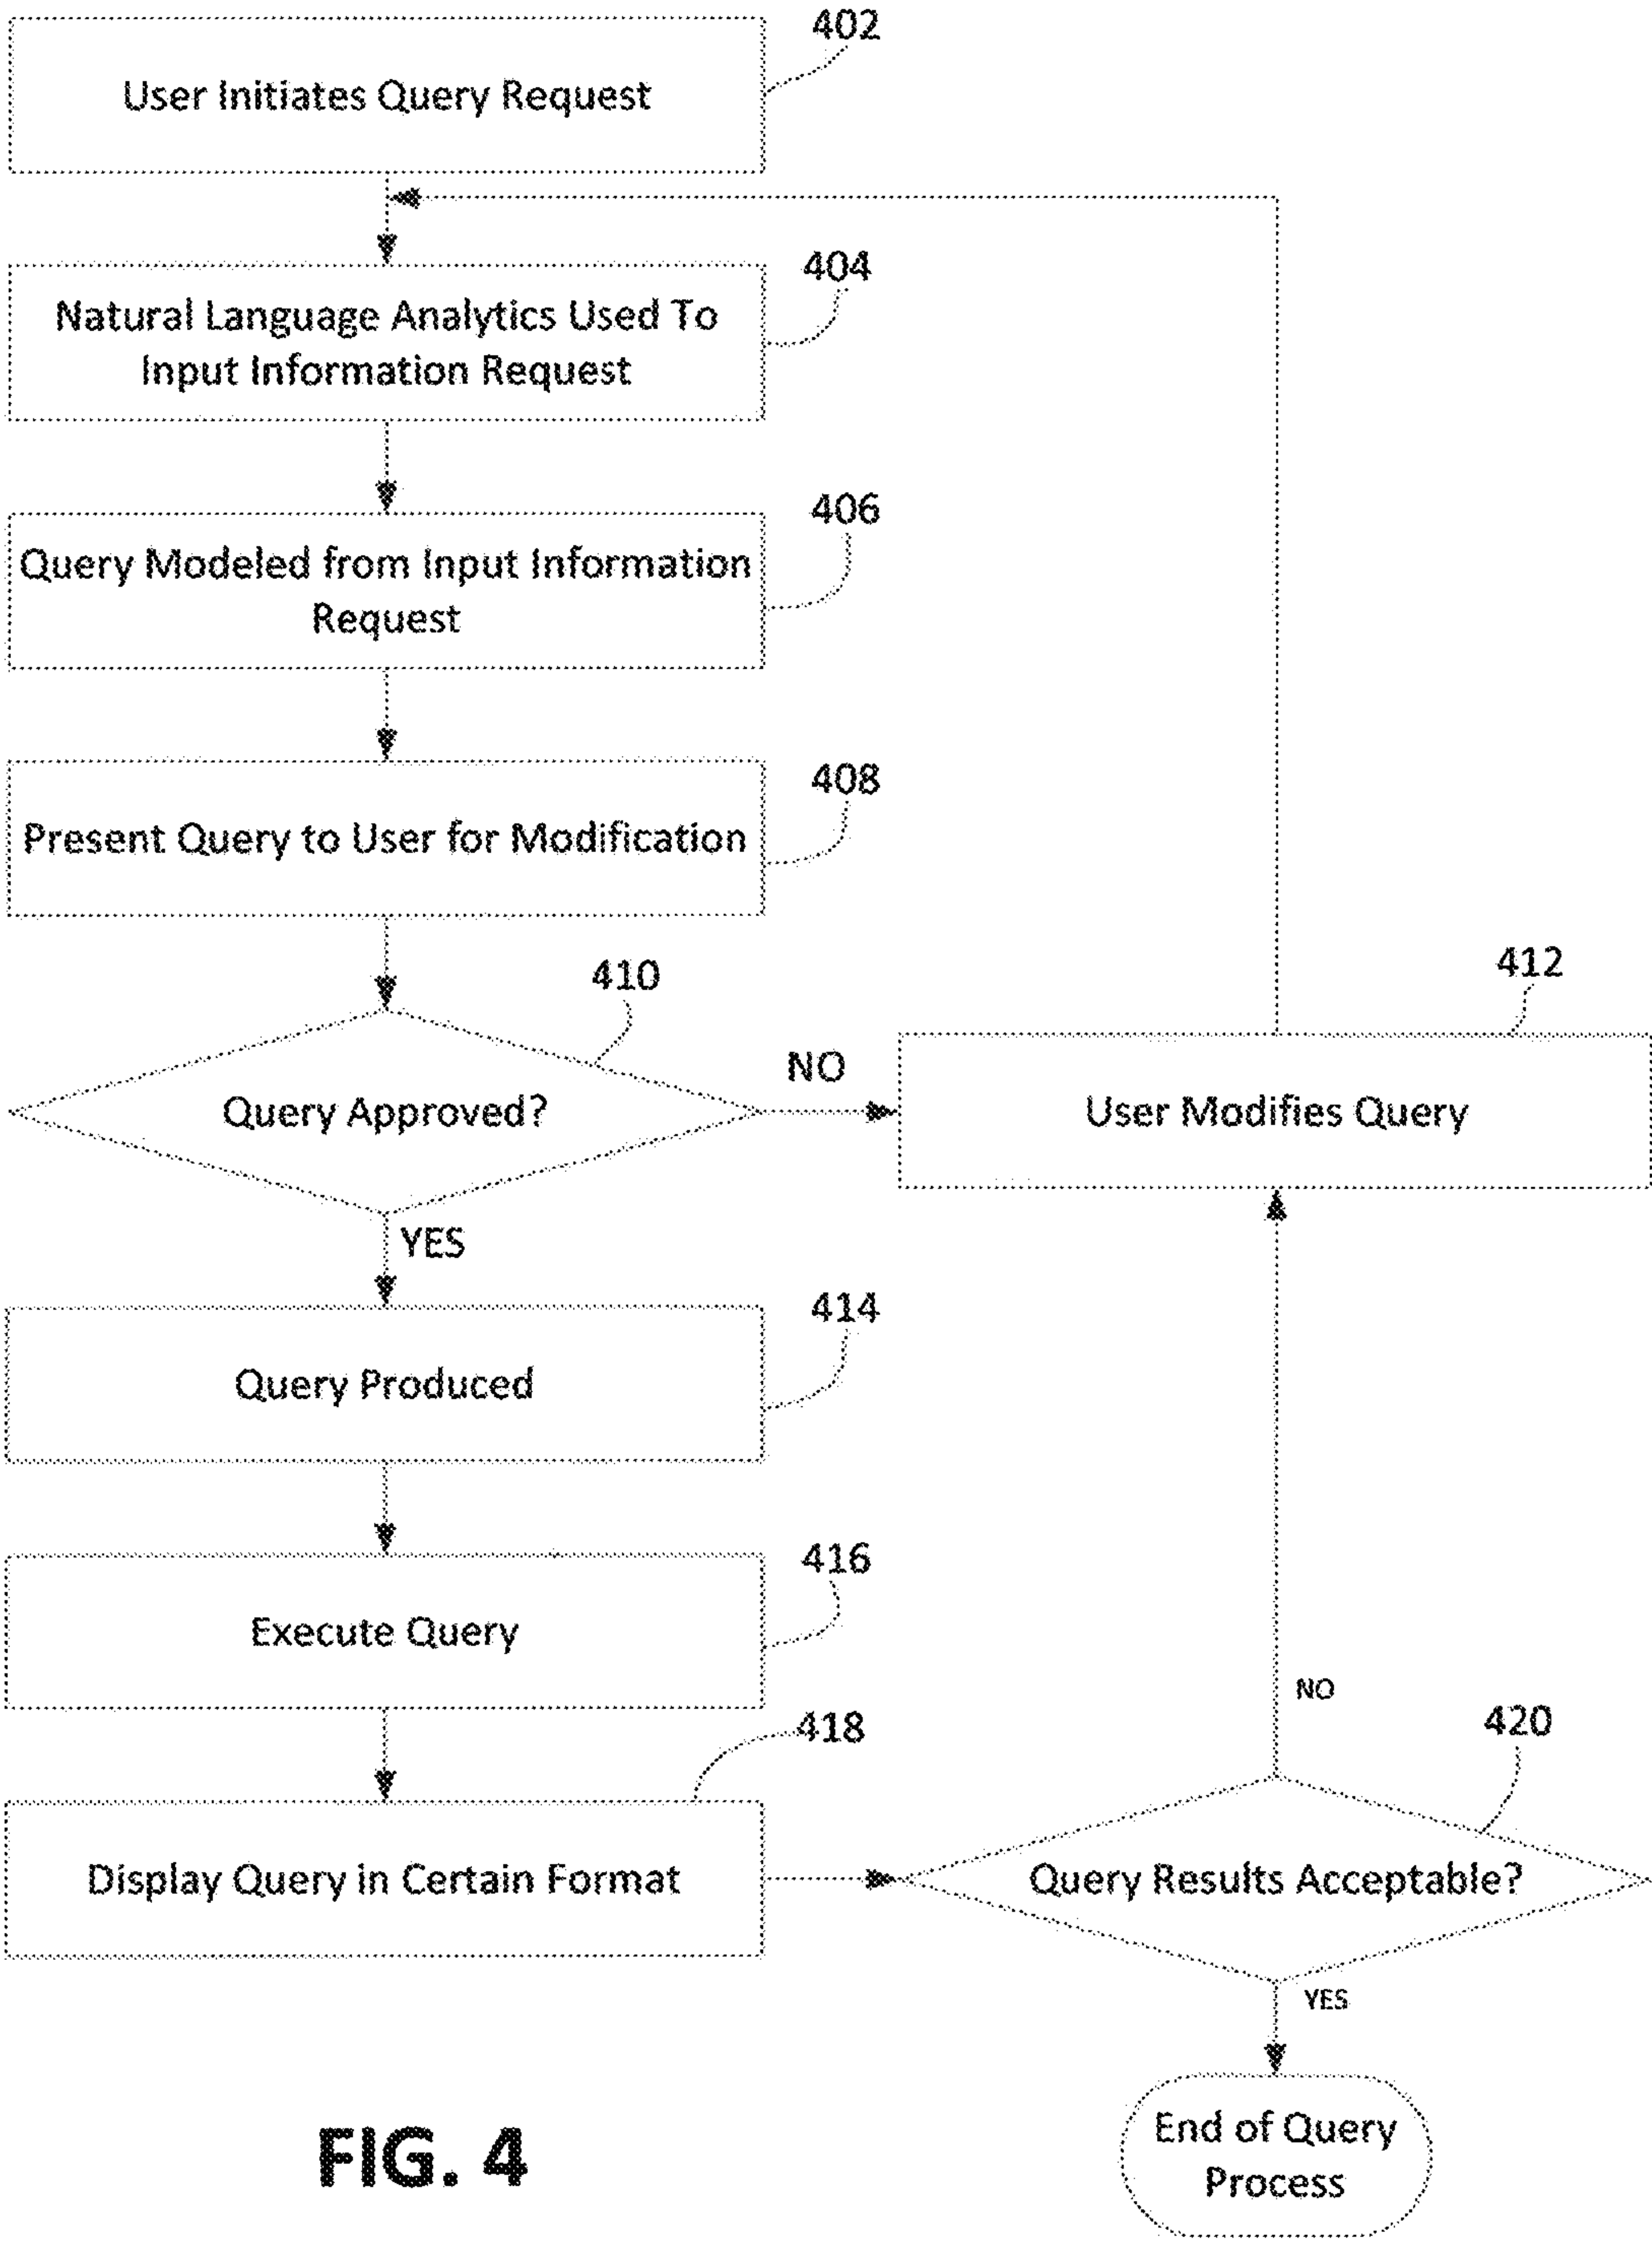 402
User Initiates Query Request
404
Natural Language Analytics Used To
Input Information Request
406
Query Modeled from Input Information
Request
408
Present Query to User for Modification
410
412
NO
Query Approved?
User Modifies Query
YES
414
Query Produced
416
Execute Query
NO
418
420
Display Query in Certain Format
Query Results Acceptable?
YES
End of Query
Process
FIG. 4